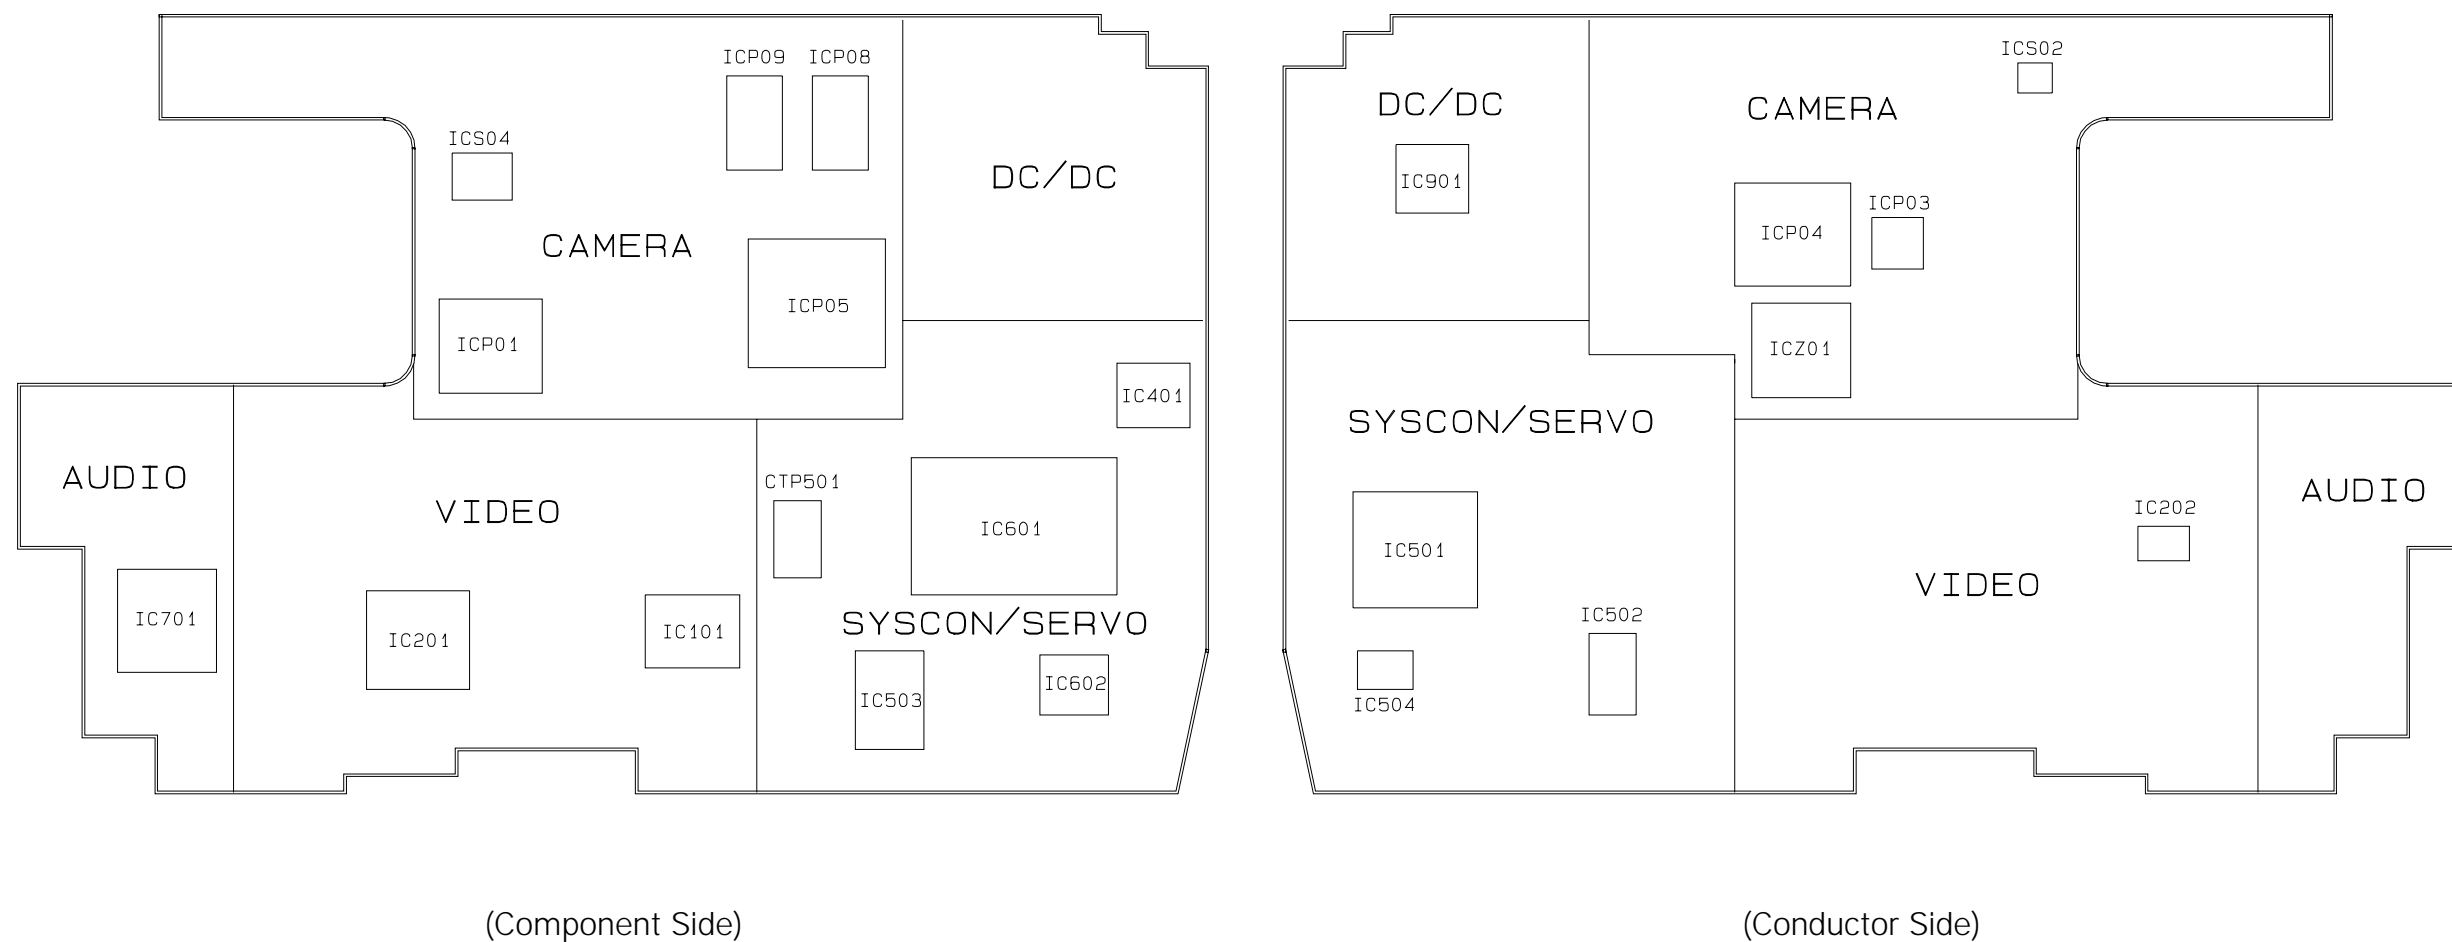 ICP09
ICP08
ICS04
DC/DC
CAMERA
ICP05
ICP01
IC401
AUDIO
CTP501
VIDEO
IC601
IC701
SYSCON/SERVO
IC101
IC201
IC602
IC503
(Component Side)
ICS02
DC/DC
CAMERA
IC901
ICP03
ICP04
ICZ01
SYSCON/SERVO
AUDIO
IC202
IC501
VIDEO
IC502
IC504
(Conductor Side)